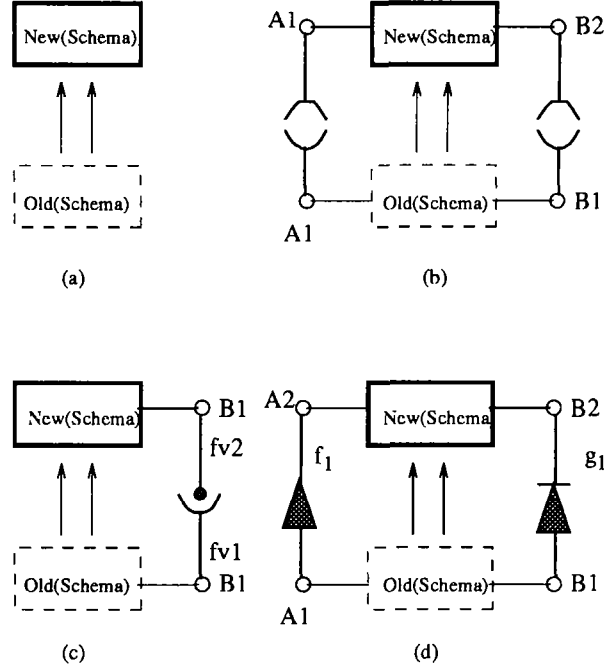 New(Schema)
Old(Schema)
(a)
A1
New(Schema)
B2
Old(Schema)
A1
B1
(b)
New(Schema)
B1
fv2
fv1
Old(Schema)
B1
(c)
A2
New(Schema)
B2
f1
g1
Old(Schema)
A1
B1
(d)